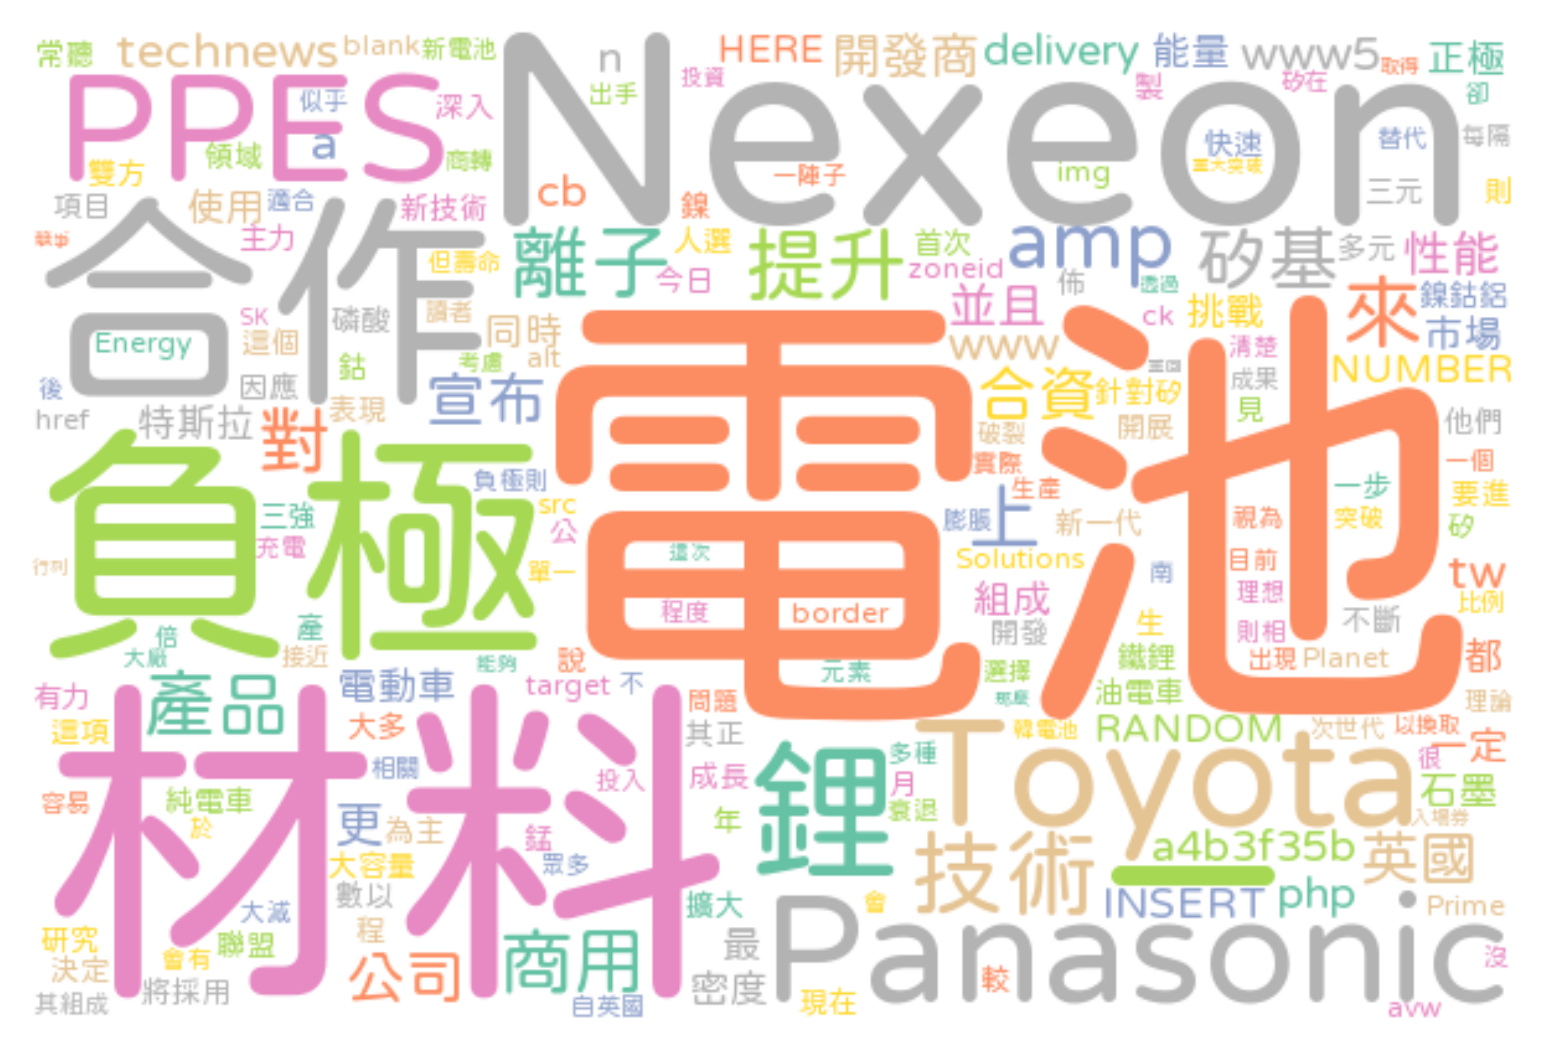 常聽
technews
blank
新電池
n
HERE
開發商
delivery
能量
www5
取得
正極
PPES
似乎
深入
出手
投資
Nexeon
製
矽在
卻
a
領域
商轉
雙方
快速
重大突破
替代
每隔
項目
使用
適合
新技術
cb
一陣子
鎳
img
三元
則
主力
合作
但壽命
離子
人選
今日
提升
首次
zoneid
amp
佈
透過
矽基
多元
性能
SK
磷酸
讀者
同時
並且
ck
挑戰
來
鎳鈷鋁
市場
Energy
這個
鈷
考慮
alt
www
清楚
NUMBER
後
因應
宣布
合資
針對矽
成果
見
href
特斯拉
對
表現
電池
破裂
開展
他們
負極
負極則
實際
生產
一個
三強
src
公
膨脹
上
新一代
一步
要進
充電
視為
突破
矽
單一
這次
Solutions
南
目前
tw
程度
border
組成
理想
比例
倍
產
開發
生
則相
不斷
大廠
接近
能夠
說
元素
選擇
那麼
鐵鋰
出現
Planet
都
有力
產品
電動車
target
不
問題
油電車
理論
這項
大多
材料
其正
Toyota
韓電池
RANDOM
次世代
以換取
一定
相關
投入
成長
鋰
多種
月
很
容易
純電車
於
更
為主
錳
年
衰退
石墨
入場券
大容量
眾多
技術
a4b3f35b
英國
數以
大減
擴大
會
INSERT
php
Prime
研究
聯盟
程
最
Panasonic
決定
會有
公司
商用
密度
較
沒
其組成
將採用
自英國
現在
avw